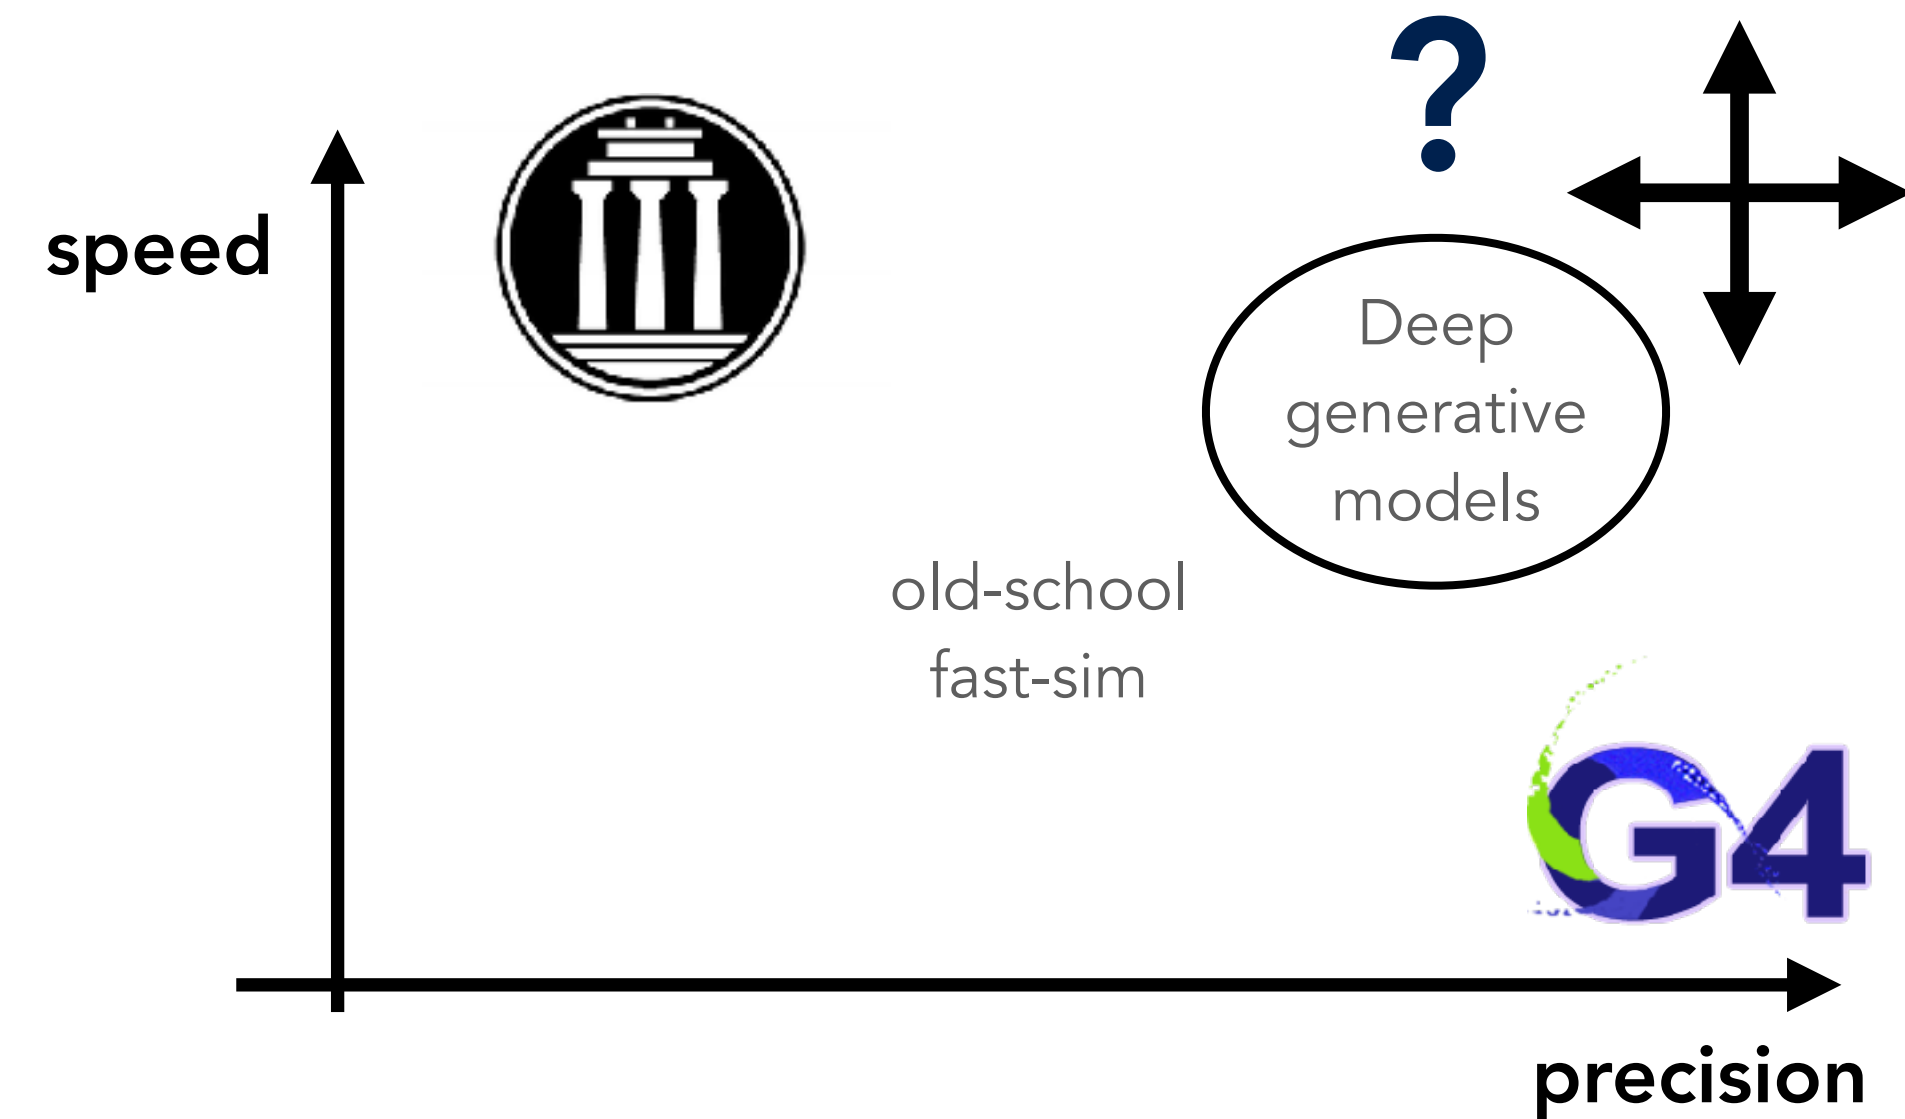 ?
speed
Deep
generative
models
old-school
fast-sim
G4
precision